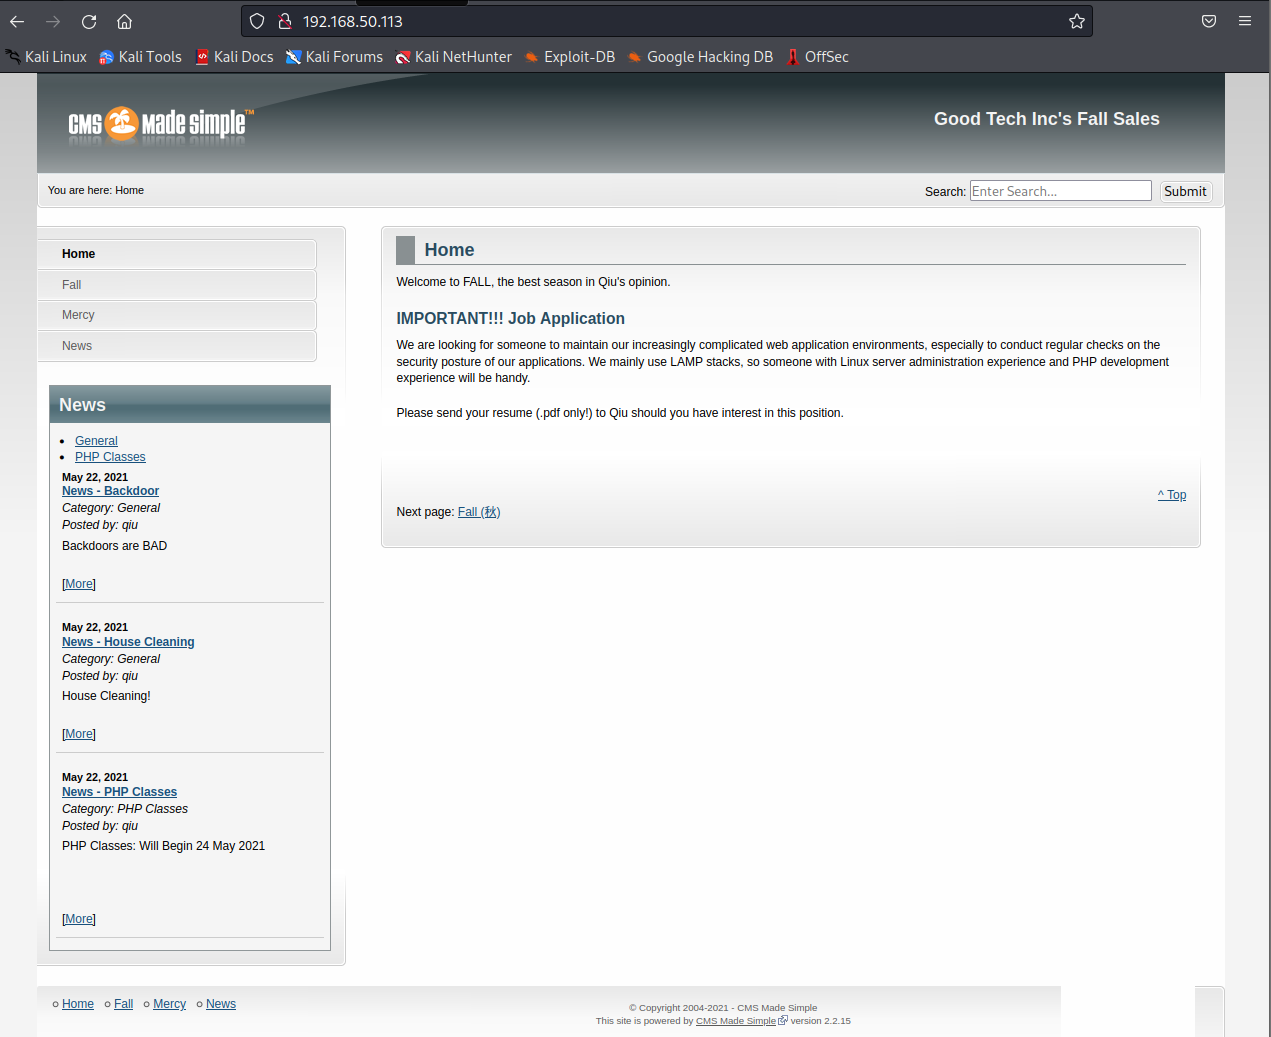 192.168.50.113
Kali Linux Kali Tools Kali Docs Kali Forums Kali NetHunter Exploit-DB Google Hacking DB OffSec
CMS Made Simple™
Good Tech Inc's Fall Sales
You are here: Home
Search: Enter Search... Submit
Home
Fall
Mercy
News
News
General
PHP Classes
May 22, 2021
News - Backdoor
Category: General
Posted by: qiu
Backdoors are BAD
[More]
May 22, 2021
News - House Cleaning
Category: General
Posted by: qiu
House Cleaning!
[More]
May 22, 2021
News - PHP Classes
Category: PHP Classes
Posted by: qiu
PHP Classes: Will Begin 24 May 2021
[More]
Home
Welcome to FALL, the best season in Qiu's opinion.
IMPORTANT!!! Job Application
We are looking for someone to maintain our increasingly complicated web application environments, especially to conduct regular checks on the
security posture of our applications. We mainly use LAMP stacks, so someone with Linux server administration experience and PHP development
experience will be handy.
Please send your resume (.pdf only!) to Qiu should you have interest in this position.
^ Top
Next page: Fall (秋)
Home Fall Mercy News
© Copyright 2004-2021 - CMS Made Simple
This site is powered by CMS Made Simple version 2.2.15